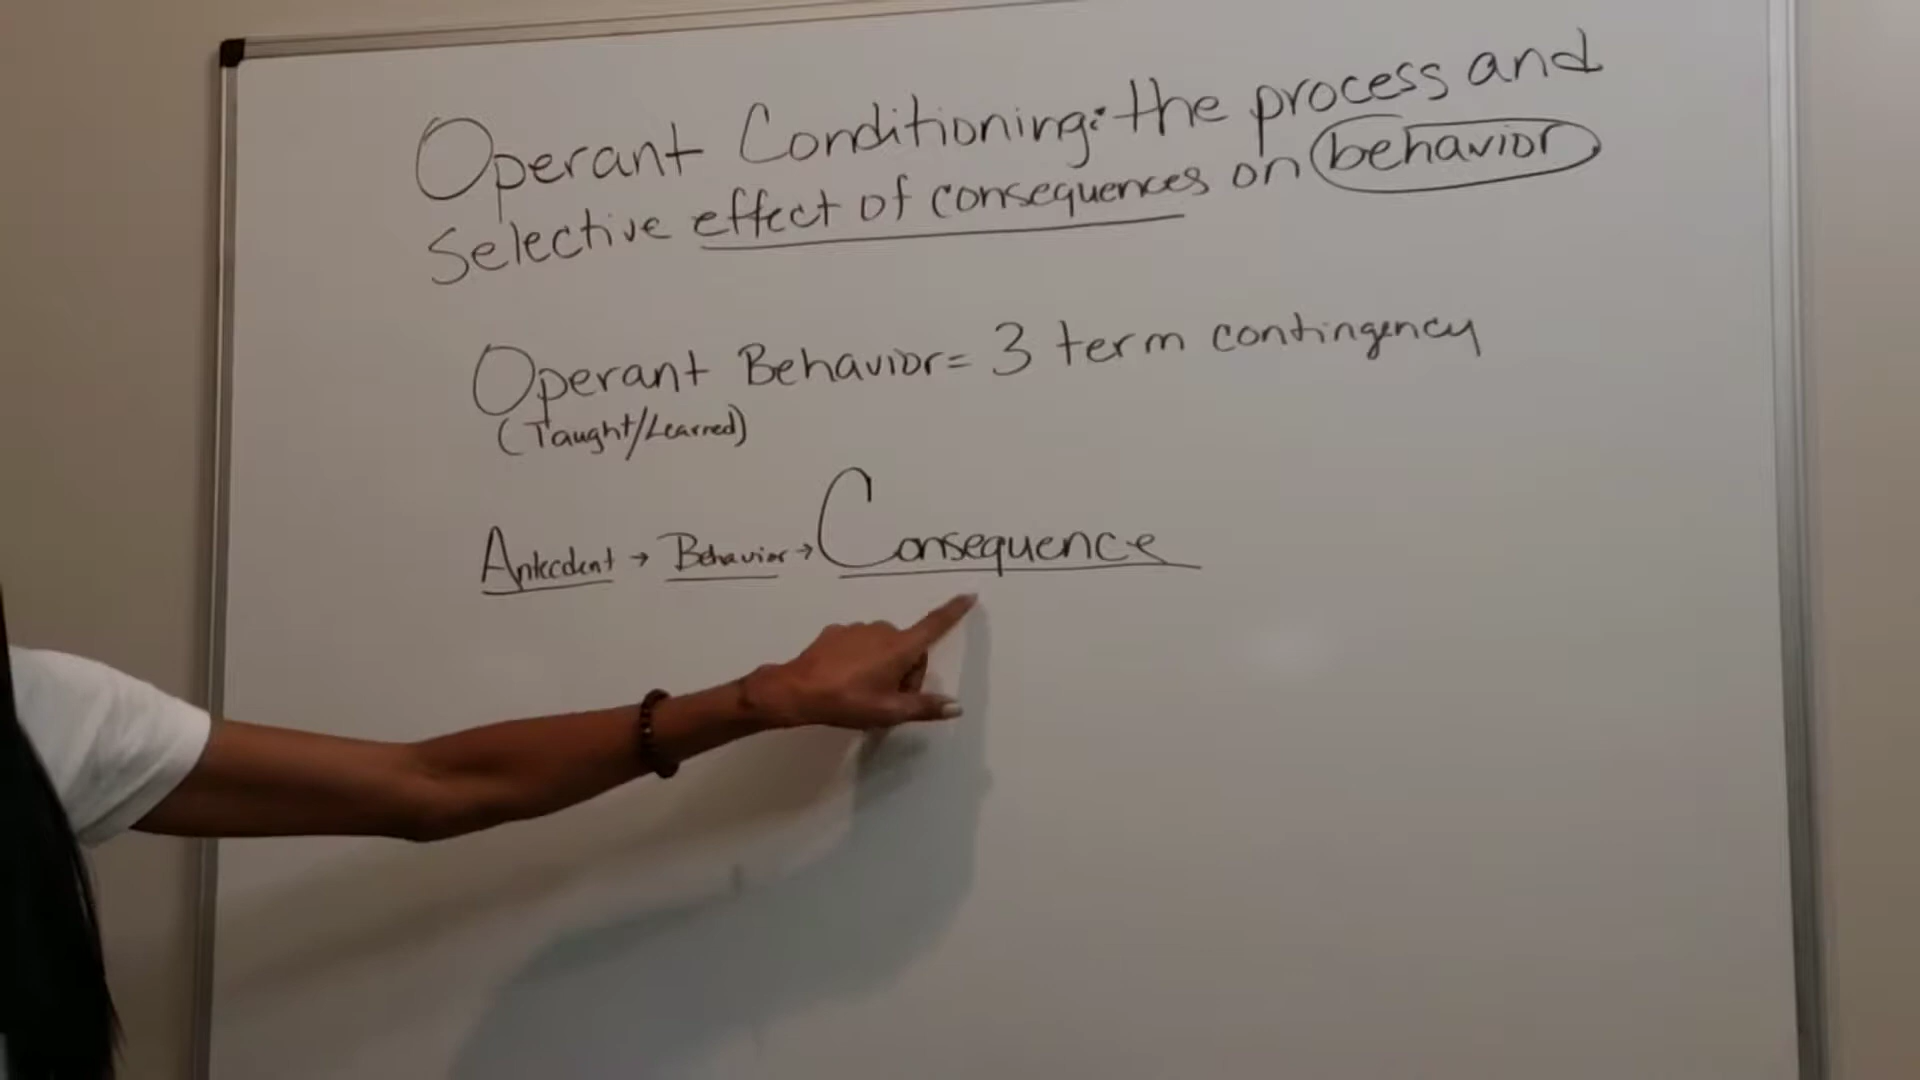 Operant Conditioning: the process and
Selective effect of consequences on behavior
Operant Behavior = 3 term contingency
(Taught/Learned)
Antecedent → Behavior → Consequence